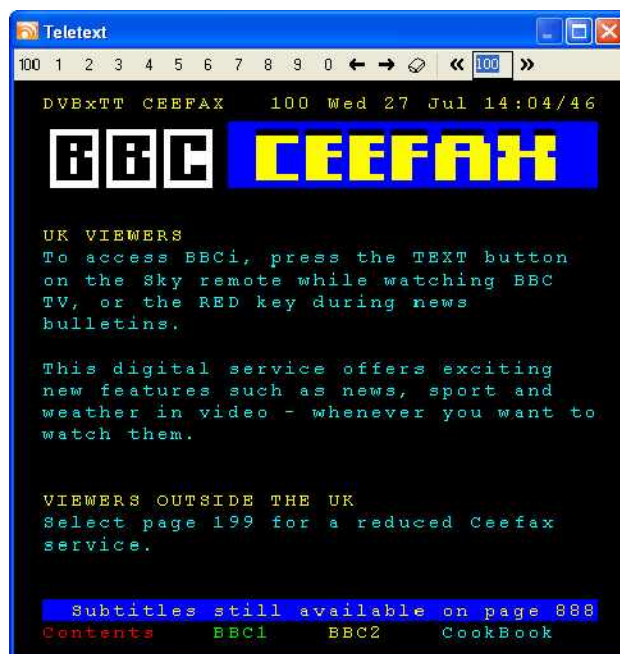 Teletext
100 1 2 3 4 5 6 7 8 9 0 100
DVBxTT CEEFAX 100 Wed 27 Jul 14:04/46
BBC CEEFAX
UK VIEWERS
To access BBCi, press the TEXT button
on the Sky remote while watching BBC
TV, or the RED key during news
bulletins.
This digital service offers exciting
new features such as news, sport and
weather in video - whenever you want to
watch them.
VIEWERS OUTSIDE THE UK
Select page 199 for a reduced Ceefax
service.
Subtitles still available on page 888
Contents BBC1 BBC2 CookBook